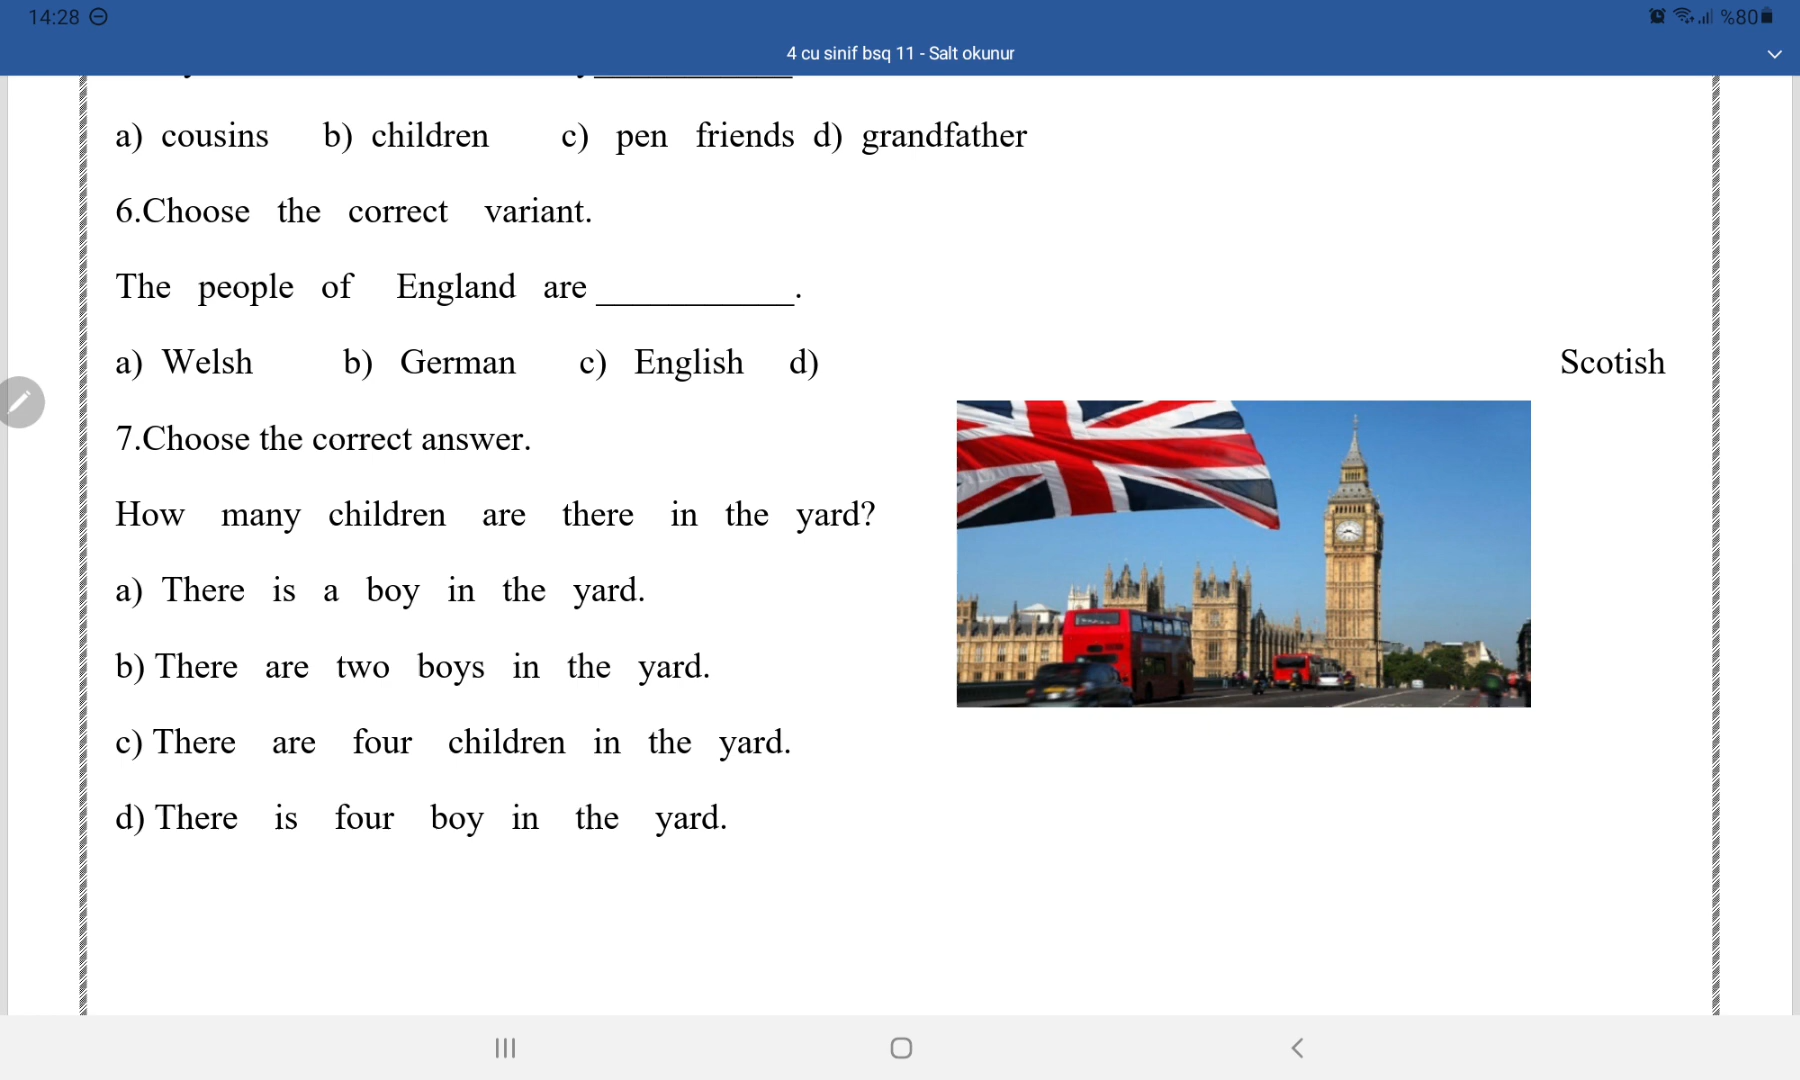 14:28
%80
4 cu sinif bsq 11 - Salt okunur
a) cousins b) children c) pen friends d) grandfather
6.Choose the correct variant.
The people of England are ___________.
a) Welsh b) German c) English d) Scotish
7.Choose the correct answer.
How many children are there in the yard?
a) There is a boy in the yard.
b) There are two boys in the yard.
c) There are four children in the yard.
d) There is four boy in the yard.